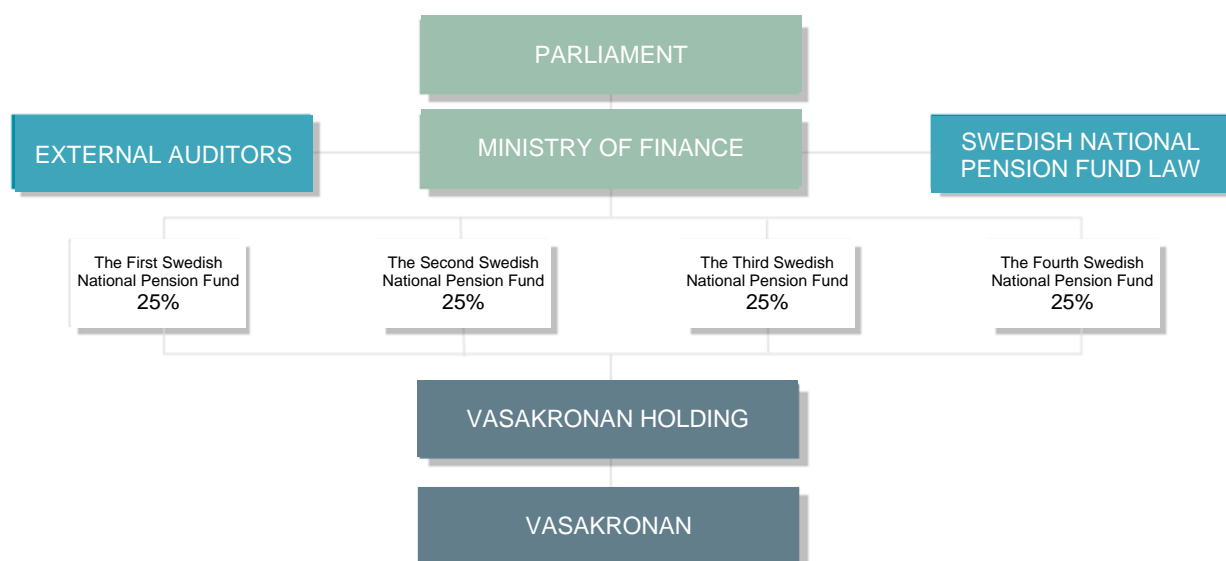 PARLIAMENT
EXTERNAL AUDITORS
MINISTRY OF FINANCE
SWEDISH NATIONAL
PENSION FUND LAW
The First Swedish
National Pension Fund
25%
The Second Swedish
National Pension Fund
25%
The Third Swedish
National Pension Fund
25%
The Fourth Swedish
National Pension Fund
25%
VASAKRONAN HOLDING
VASAKRONAN